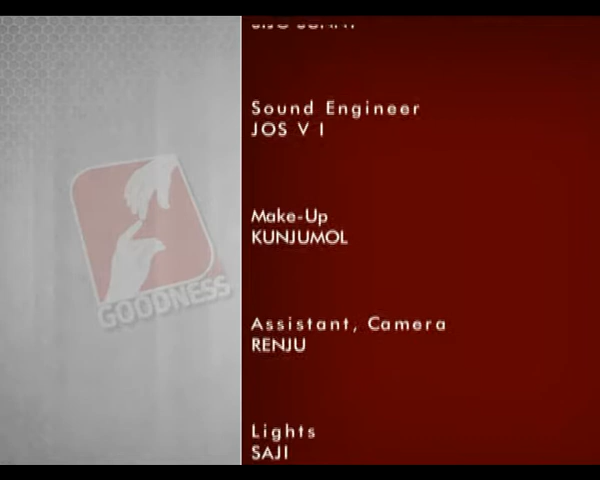 Sound Engineer
JOS V I
Make-Up
KUNJUMOL
Assistant, Camera
RENJU
Lights
SAJI
GOODNESS